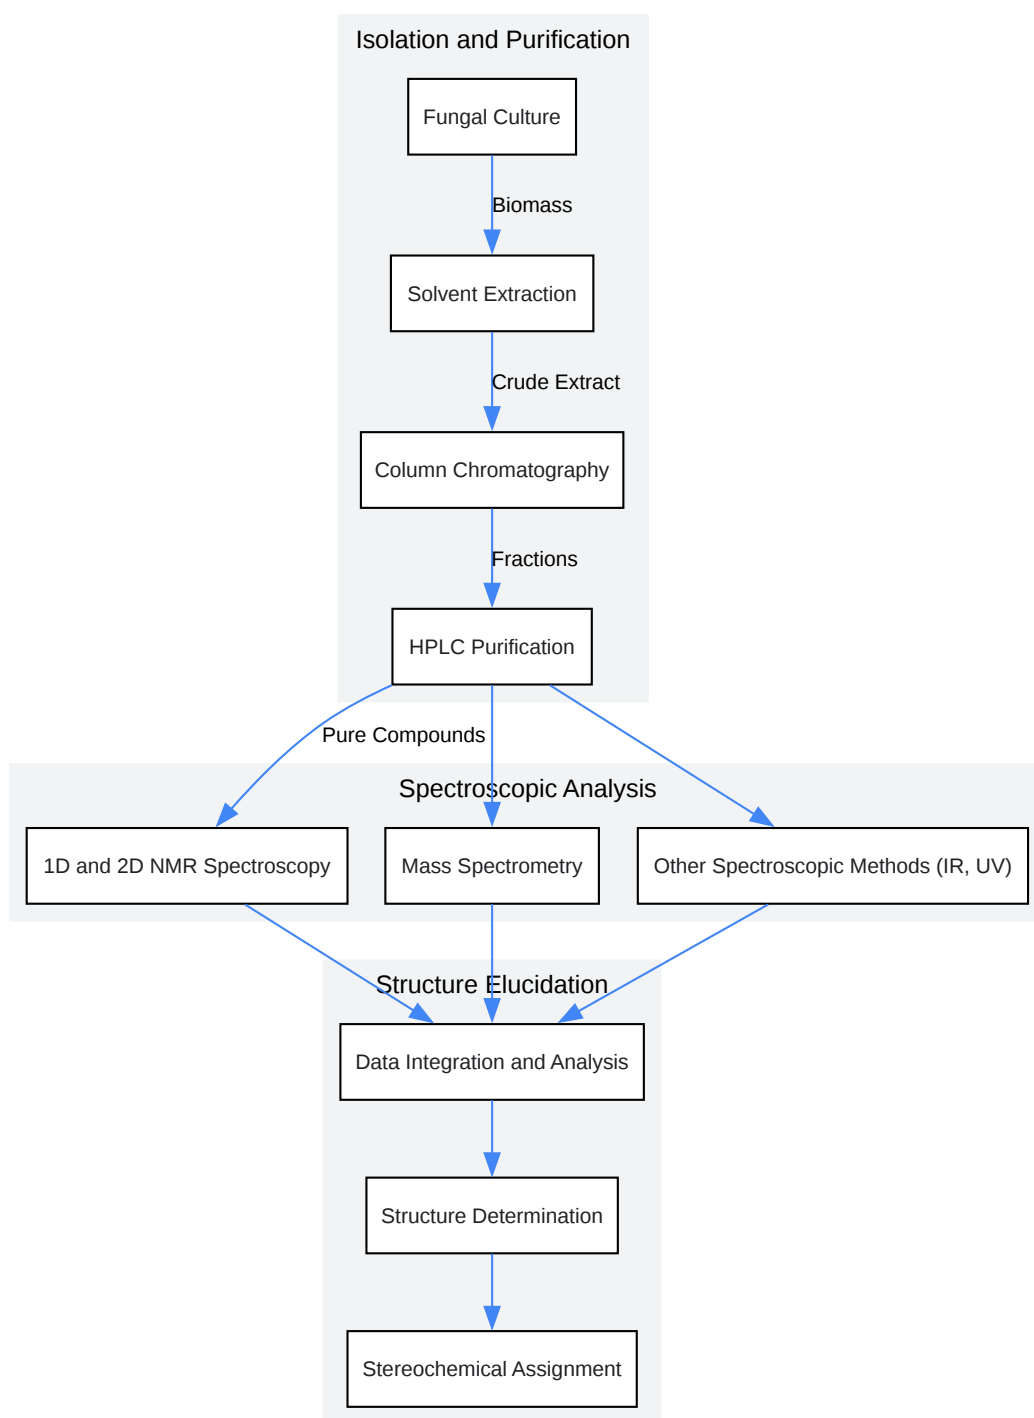 Isolation and Purification
Fungal Culture
Biomass
Solvent Extraction
Crude Extract
Column Chromatography
Fractions
HPLC Purification
Pure Compounds
Spectroscopic Analysis
1D and 2D NMR Spectroscopy
Mass Spectrometry
Other Spectroscopic Methods (IR, UV)
Structure Elucidation
Data Integration and Analysis
Structure Determination
Stereochemical Assignment